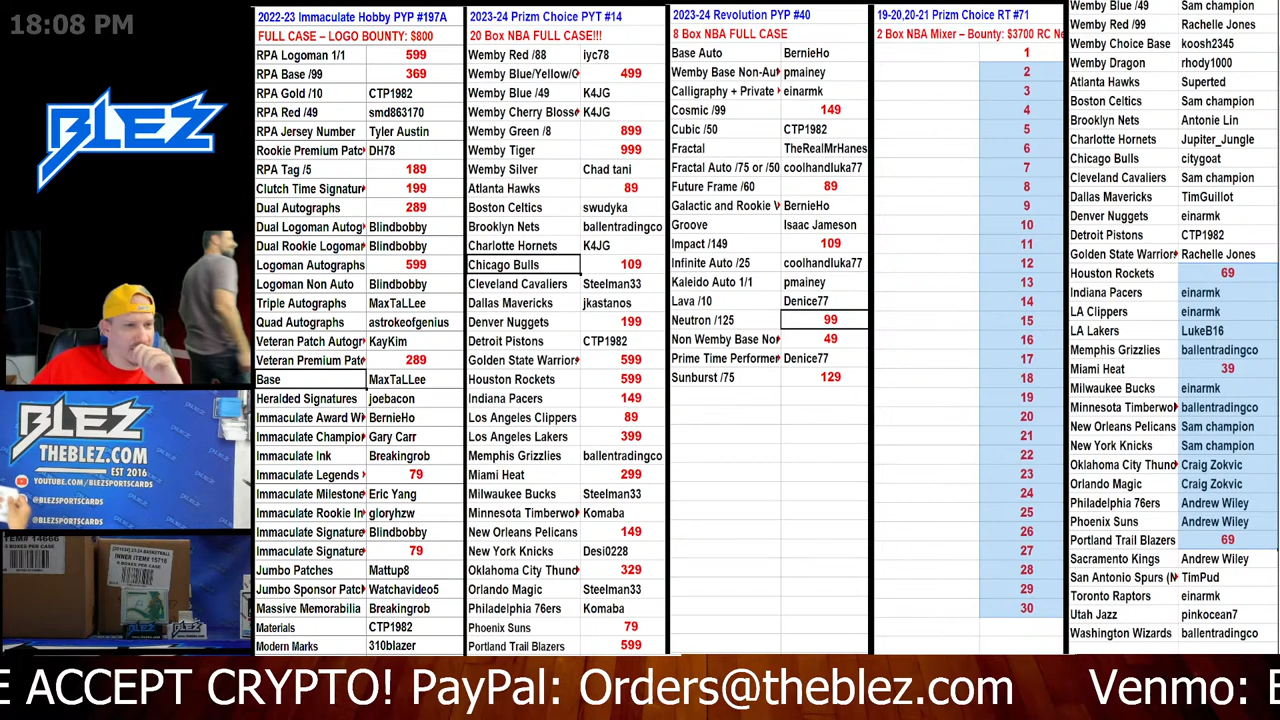 18:08 PM
BLEZ
BLEZ
THEBLEZ.COM
EST 2016
YOUTUBE.COM/BLEZSPORTSCARDS
@BLEZSPORTSCARDS
@BLEZSPORTSCARDS
2022-23 Immaculate Hobby PYP #197A
FULL CASE – LOGO BOUNTY: $800
RPA Logoman 1/1 599
RPA Base /99 369
RPA Gold /10 CTP1982
RPA Red /49 smd863170
RPA Jersey Number Tyler Austin
Rookie Premium Patc DH78
RPA Tag /5 189
Clutch Time Signatur 199
Dual Autographs 289
Dual Logoman Autog Blindbobby
Dual Rookie Logomar Blindbobby
Logoman Autographs 599
Logoman Non Auto Blindbobby
Triple Autographs MaxTaLLee
Quad Autographs astrokeofgenius
Veteran Patch Autogr KayKim
Veteran Premium Pat 289
Base MaxTaLLee
Heralded Signatures joebacon
Immaculate Award W BernieHo
Immaculate Champio Gary Carr
Immaculate Ink Breakingrob
Immaculate Legends 79
Immaculate Milestone Eric Yang
Immaculate Rookie In gloryhzw
Immaculate Signature Blindbobby
Immaculate Signature 79
Jumbo Patches Mattup8
Jumbo Sponsor Patc Watchavideo5
Massive Memorabilia Breakingrob
Materials CTP1982
Modern Marks 310blazer
2023-24 Prizm Choice PYT #14
20 Box NBA FULL CASE!!!
Wemby Red /88 iyc78
Wemby Blue/Yellow/G 499
Wemby Blue /49 K4JG
Wemby Cherry Blosso K4JG
Wemby Green /8 899
Wemby Tiger 999
Wemby Silver Chad tani
Atlanta Hawks 89
Boston Celtics swudyka
Brooklyn Nets ballentradingco
Charlotte Hornets K4JG
Chicago Bulls 109
Cleveland Cavaliers Steelman33
Dallas Mavericks jkastanos
Denver Nuggets 199
Detroit Pistons CTP1982
Golden State Warrior 599
Houston Rockets 599
Indiana Pacers 149
Los Angeles Clippers 89
Los Angeles Lakers 399
Memphis Grizzlies ballentradingco
Miami Heat 299
Milwaukee Bucks Steelman33
Minnesota Timberwo Komaba
New Orleans Pelicans 149
New York Knicks Desi0228
Oklahoma City Thund 329
Orlando Magic Steelman33
Philadelphia 76ers Komaba
Phoenix Suns 79
Portland Trail Blazers 599
2023-24 Revolution PYP #40
8 Box NBA FULL CASE
Base Auto BernieHo
Wemby Base Non-Au pmainey
Calligraphy + Private einarmk
Cosmic /99 149
Cubic /50 CTP1982
Fractal TheRealMrHanes
Fractal Auto /75 or /50 coolhandluka77
Future Frame /60 89
Galactic and Rookie V BernieHo
Groove Isaac Jameson
Impact /149 109
Infinite Auto /25 coolhandluka77
Kaleido Auto 1/1 pmainey
Lava /10 Denice77
Neutron /125 99
Non Wemby Base No 49
Prime Time Performer Denice77
Sunburst /75 129
19-20,20-21 Prizm Choice RT #71
2 Box NBA Mixer – Bounty: $3700 RC Ne
1
2
3
4
5
6
7
8
9
10
11
12
13
14
15
16
17
18
19
20
21
22
23
24
25
26
27
28
29
30
Wemby Blue /49 Sam champion
Wemby Red /99 Rachelle Jones
Wemby Choice Base koosh2345
Wemby Dragon rhody1000
Atlanta Hawks Superted
Boston Celtics Sam champion
Brooklyn Nets Antonie Lin
Charlotte Hornets Jupiter_Jungle
Chicago Bulls citygoat
Cleveland Cavaliers Sam champion
Dallas Mavericks TimGuillot
Denver Nuggets einarmk
Detroit Pistons CTP1982
Golden State Warrior Rachelle Jones
Houston Rockets 69
Indiana Pacers einarmk
LA Clippers einarmk
LA Lakers LukeB16
Memphis Grizzlies ballentradingco
Miami Heat 39
Milwaukee Bucks einarmk
Minnesota Timberwo ballentradingco
New Orleans Pelicans Sam champion
New York Knicks Sam champion
Oklahoma City Thund Craig Zokvic
Orlando Magic Craig Zokvic
Philadelphia 76ers Andrew Wiley
Phoenix Suns Andrew Wiley
Portland Trail Blazers 69
Sacramento Kings Andrew Wiley
San Antonio Spurs (N TimPud
Toronto Raptors einarmk
Utah Jazz pinkocean7
Washington Wizards ballentradingco
E ACCEPT CRYPTO! PayPal: Orders@theblez.com Venmo: